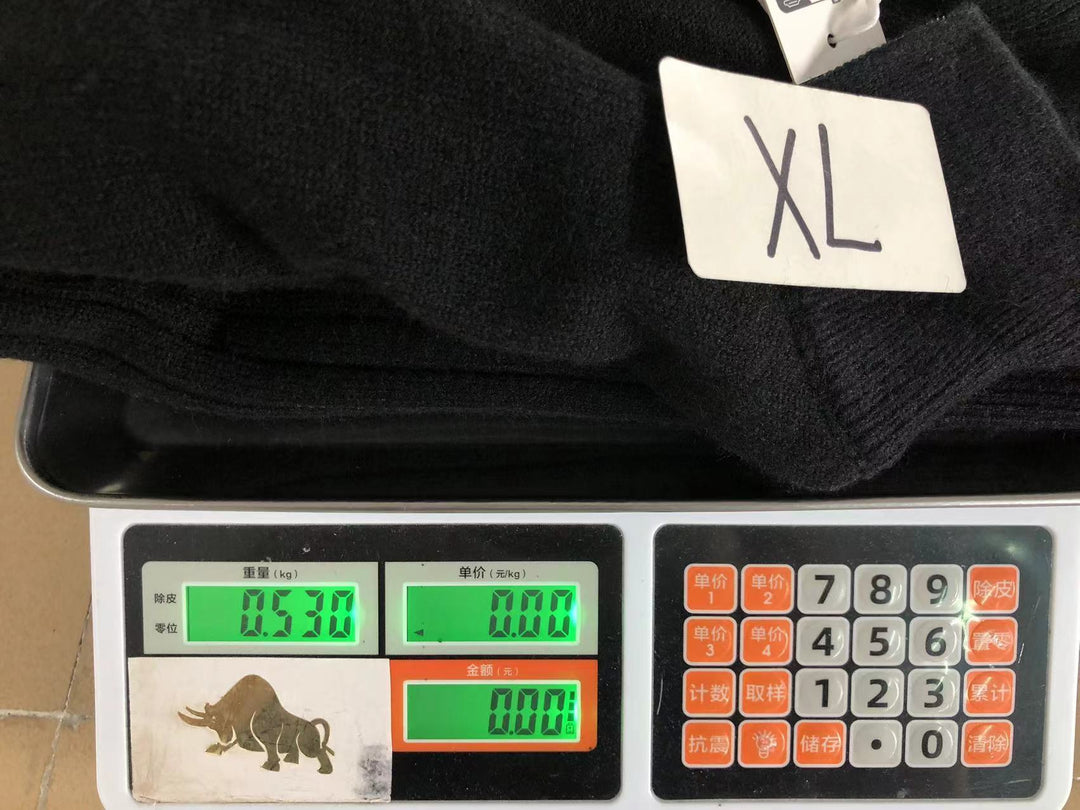 XL
重量(kg)
除皮
零位
0.530
单价(元/kg)
0.00
金额(元)
0.00
单价1 单价2 7 8 9 除皮
单价3 单价4 4 5 6 置零
计数 取样 1 2 3 累计
抗震 储存 . 0 清除